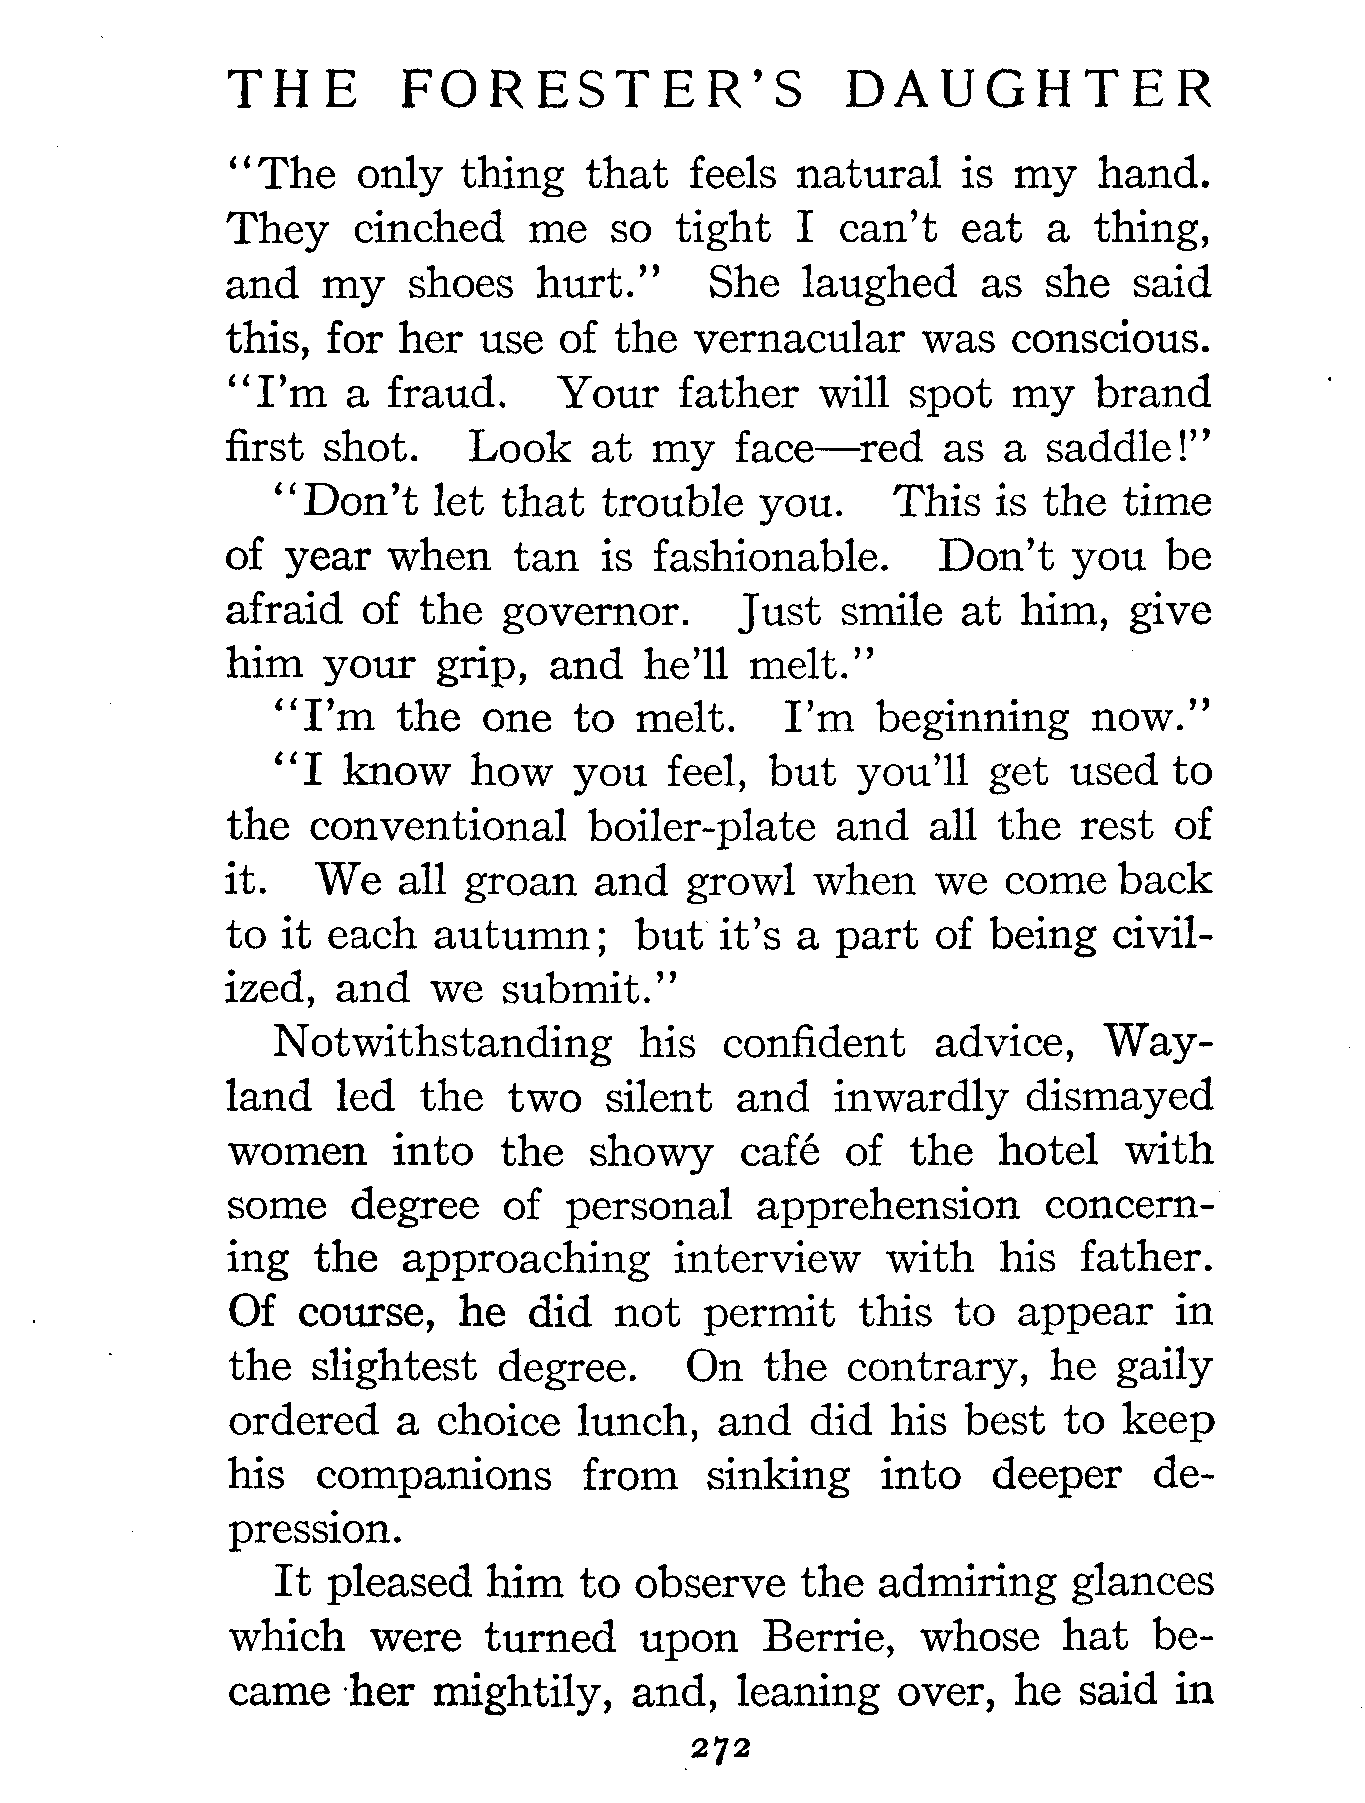 THE FORESTER'S DAUGHTER
“The only thing that feels natural is my hand.
They cinched me so tight I can't eat a thing,
and my shoes hurt.” She laughed as she said
this, for her use of the vernacular was conscious.
“I'm a fraud. Your father will spot my brand
first shot. Look at my face—red as a saddle!”
“Don't let that trouble you. This is the time
of year when tan is fashionable. Don't you be
afraid of the governor. Just smile at him, give
him your grip, and he'll melt.”
“I'm the one to melt. I'm beginning now.”
“I know how you feel, but you'll get used to
the conventional boiler-plate and all the rest of
it. We all groan and growl when we come back
to it each autumn; but it's a part of being civil-
ized, and we submit.”
Notwithstanding his confident advice, Way-
land led the two silent and inwardly dismayed
women into the showy café of the hotel with
some degree of personal apprehension concern-
ing the approaching interview with his father.
Of course, he did not permit this to appear in
the slightest degree. On the contrary, he gaily
ordered a choice lunch, and did his best to keep
his companions from sinking into deeper de-
pression.
It pleased him to observe the admiring glances
which were turned upon Berrie, whose hat be-
came her mightily, and, leaning over, he said in
272